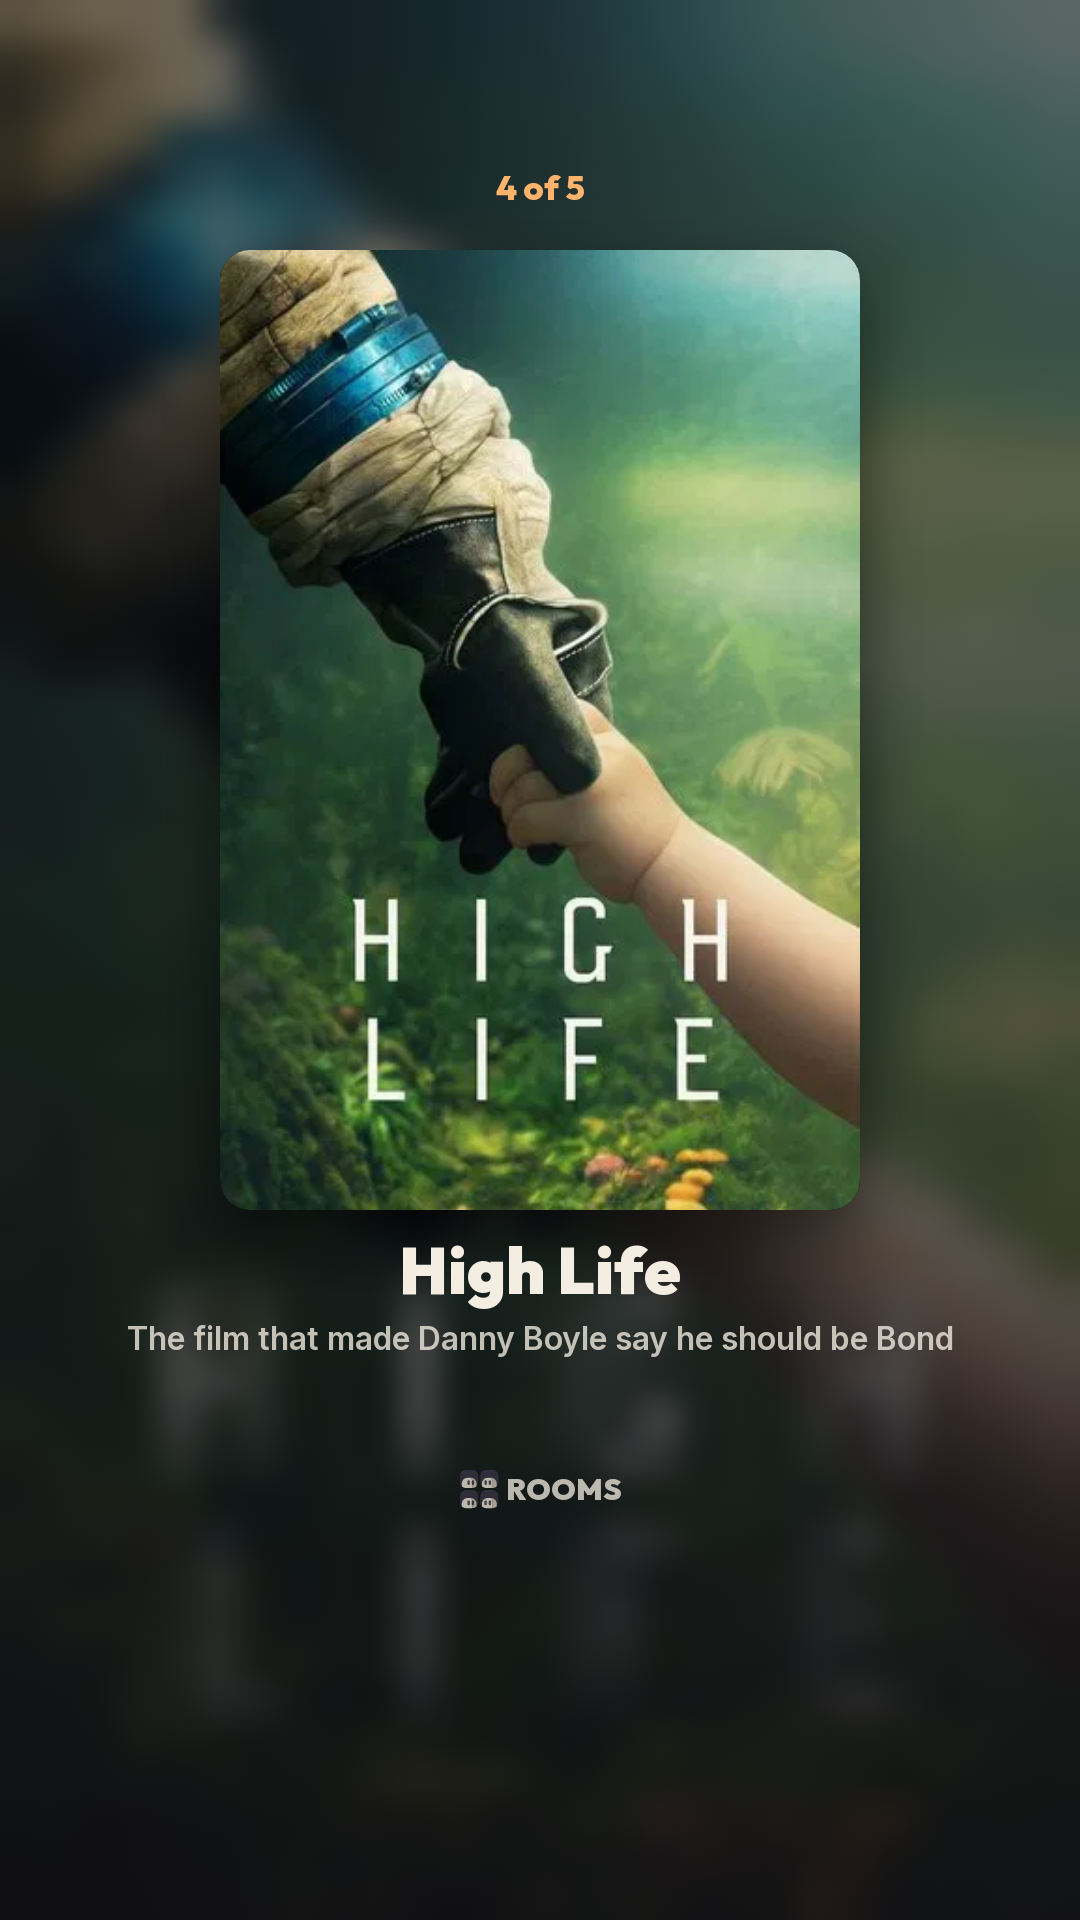 4 of 5
HIGH
LIFE
High Life
The film that made Danny Boyle say he should be Bond
ROOMS